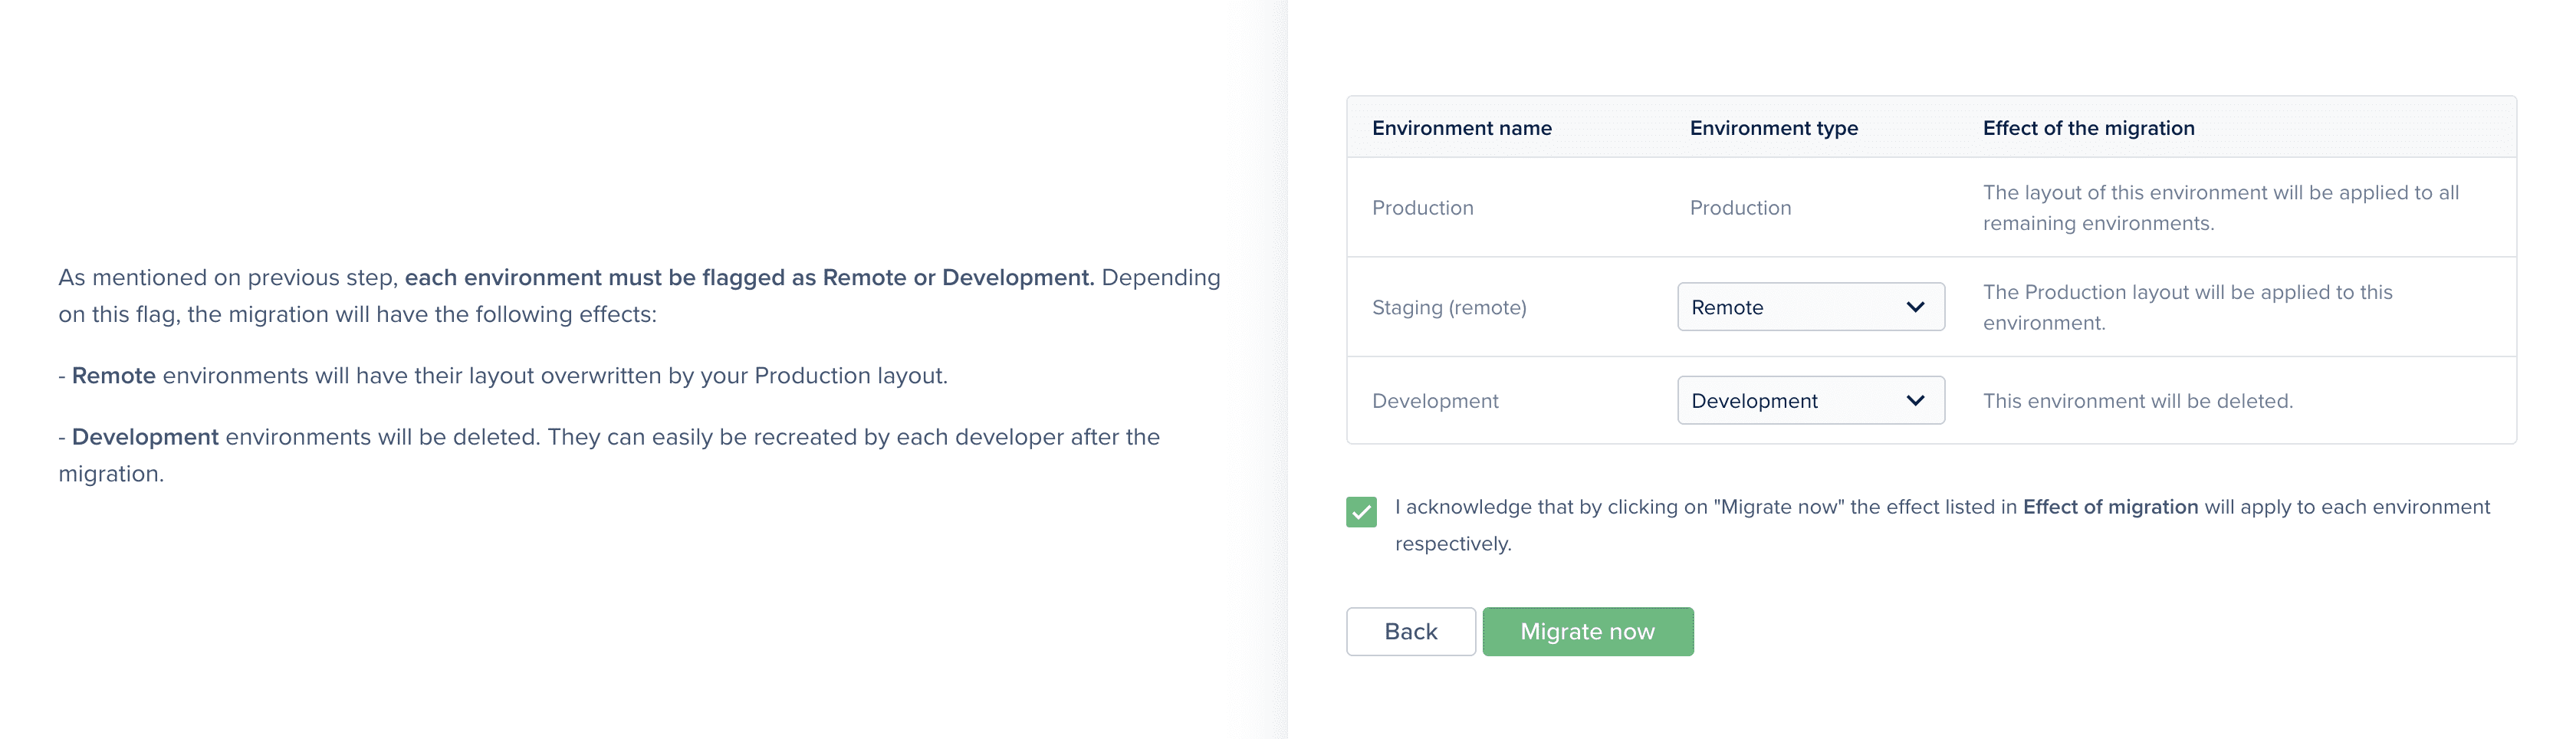 As mentioned on previous step, each environment must be flagged as Remote or Development. Depending
on this flag, the migration will have the following effects:
- Remote environments will have their layout overwritten by your Production layout.
- Development environments will be deleted. They can easily be recreated by each developer after the
migration.
Environment name Environment type Effect of the migration
Production Production The layout of this environment will be applied to all
remaining environments.
Staging (remote) Remote The Production layout will be applied to this
environment.
Development Development This environment will be deleted.
I acknowledge that by clicking on "Migrate now" the effect listed in Effect of migration will apply to each environment
respectively.
Back Migrate now